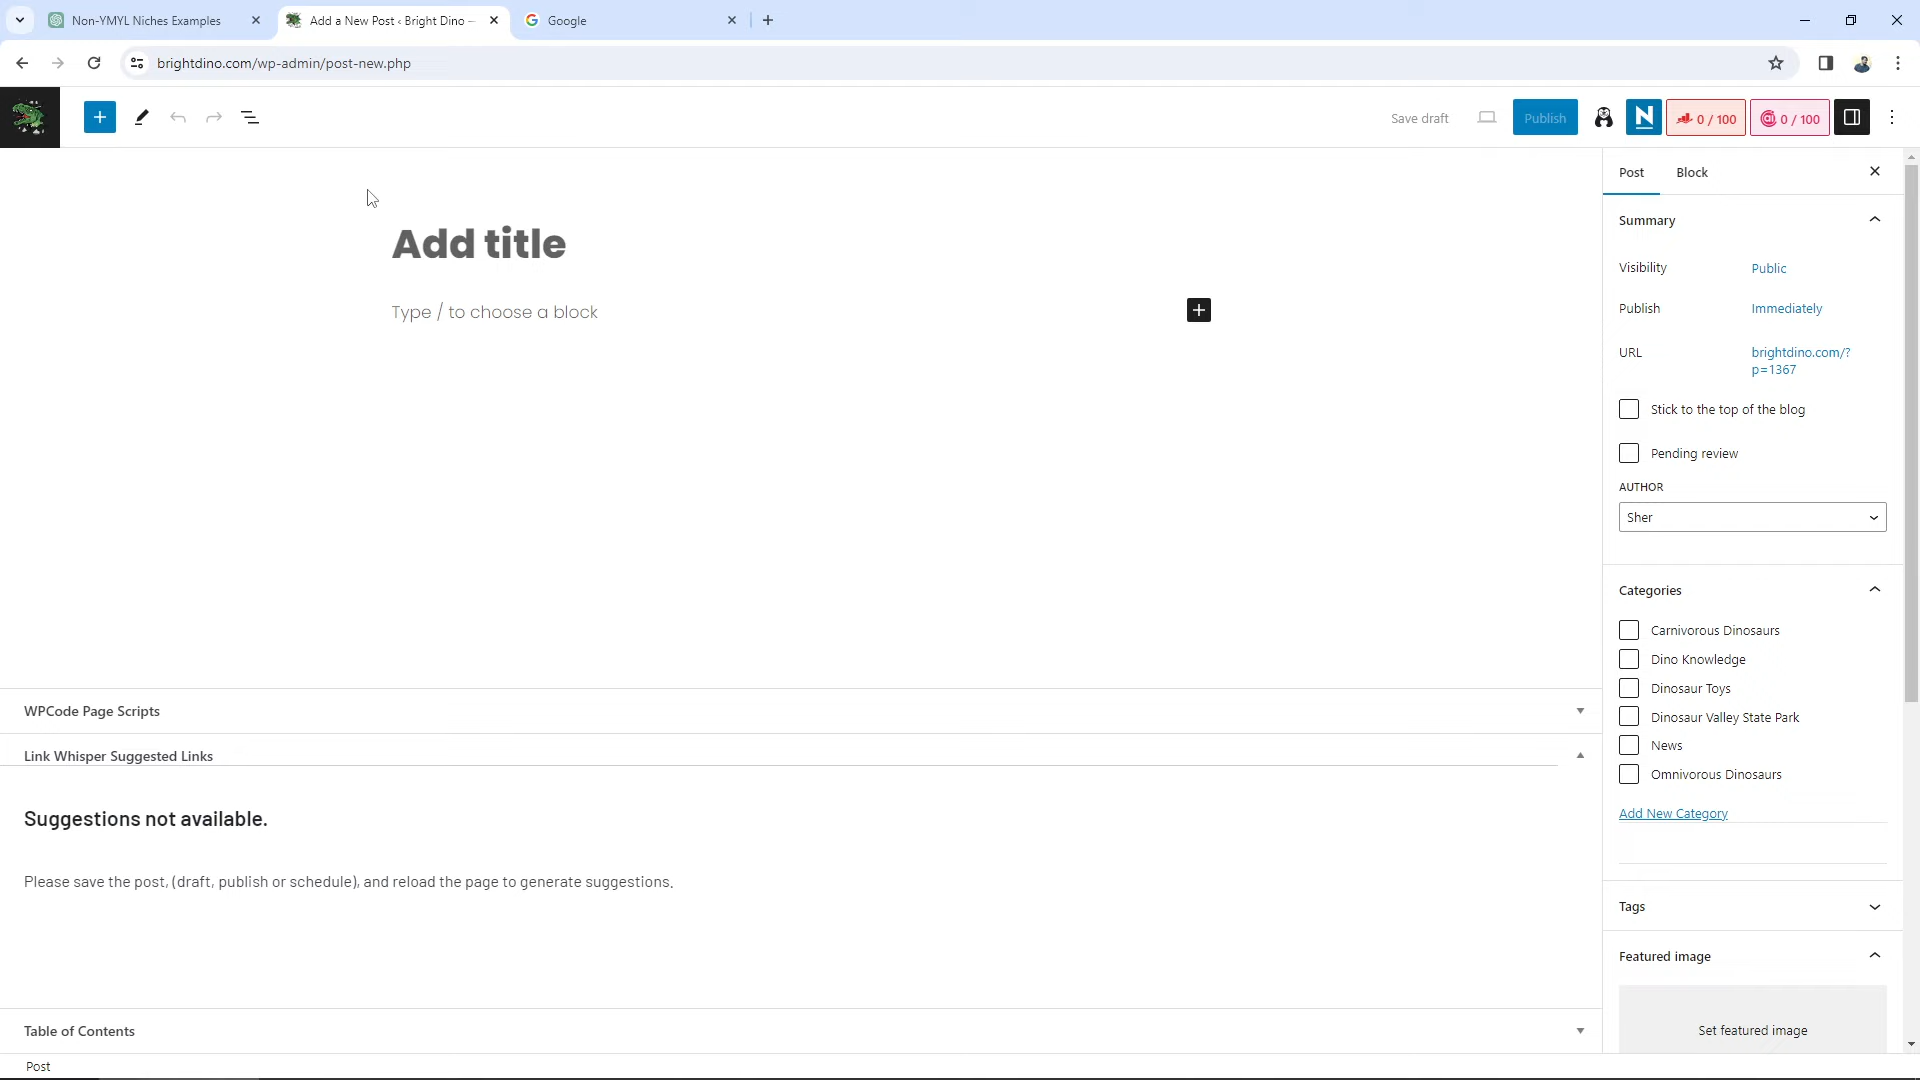 Non-YMYL Niches Examples
Add a New Post ‹ Bright Dino —
Google
brightdino.com/wp-admin/post-new.php
Save draft
Publish
N
0 / 100
0 / 100
Add title
Type / to choose a block
Post
Block
Summary
Visibility
Public
Publish
Immediately
URL
brightdino.com/?
p=1367
Stick to the top of the blog
Pending review
AUTHOR
Sher
Categories
Carnivorous Dinosaurs
Dino Knowledge
Dinosaur Toys
Dinosaur Valley State Park
News
Omnivorous Dinosaurs
Add New Category
Tags
Featured image
Set featured image
WPCode Page Scripts
Link Whisper Suggested Links
Suggestions not available.
Please save the post, (draft, publish or schedule), and reload the page to generate suggestions.
Table of Contents
Post